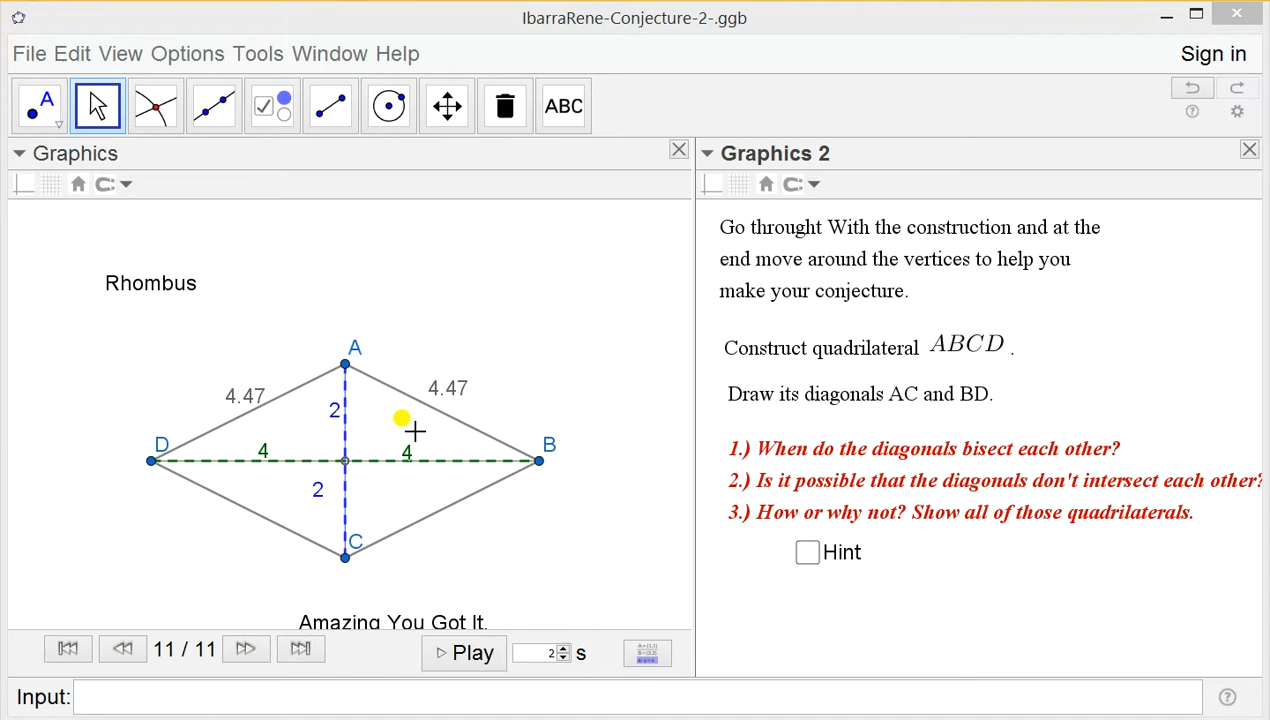 IbarraRene-Conjecture-2-.ggb
File Edit View Options Tools Window Help
Sign in
A
ABC
Graphics
Graphics 2
Rhombus
A
4.47
4.47
2
D
4
4
B
2
C
Amazing You Got It.
11 / 11
Play
2
s
Go throught With the construction and at the
end move around the vertices to help you
make your conjecture.
Construct quadrilateral ABCD .
Draw its diagonals AC and BD.
1.) When do the diagonals bisect each other?
2.) Is it possible that the diagonals don't intersect each other?
3.) How or why not? Show all of those quadrilaterals.
Hint
Input: